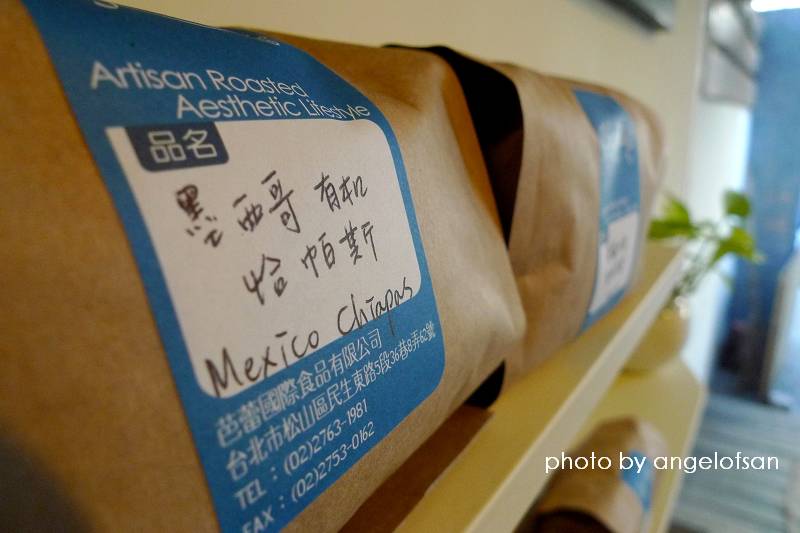 Artisan Roasted
Aesthetic Lifestyle
品名
墨西哥 有机
恰帕斯
Mexico Chiapas
芭蕾國際食品有限公司
台北市松山區民生東路5段36巷8弄62號
TEL：(02)2763-1981
FAX：(02)2753-0162
photo by angelofsan